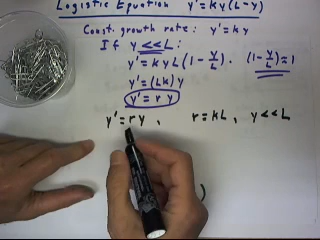 Logistic Equation y'=ky(L-y)
Const. growth rate: y'=ky
If y<<L:
y'=kyL(1-y/L). (1-y/L)≈1
y'=(Lk)y
y'=ry
y'=ry, r=kL, y<<L